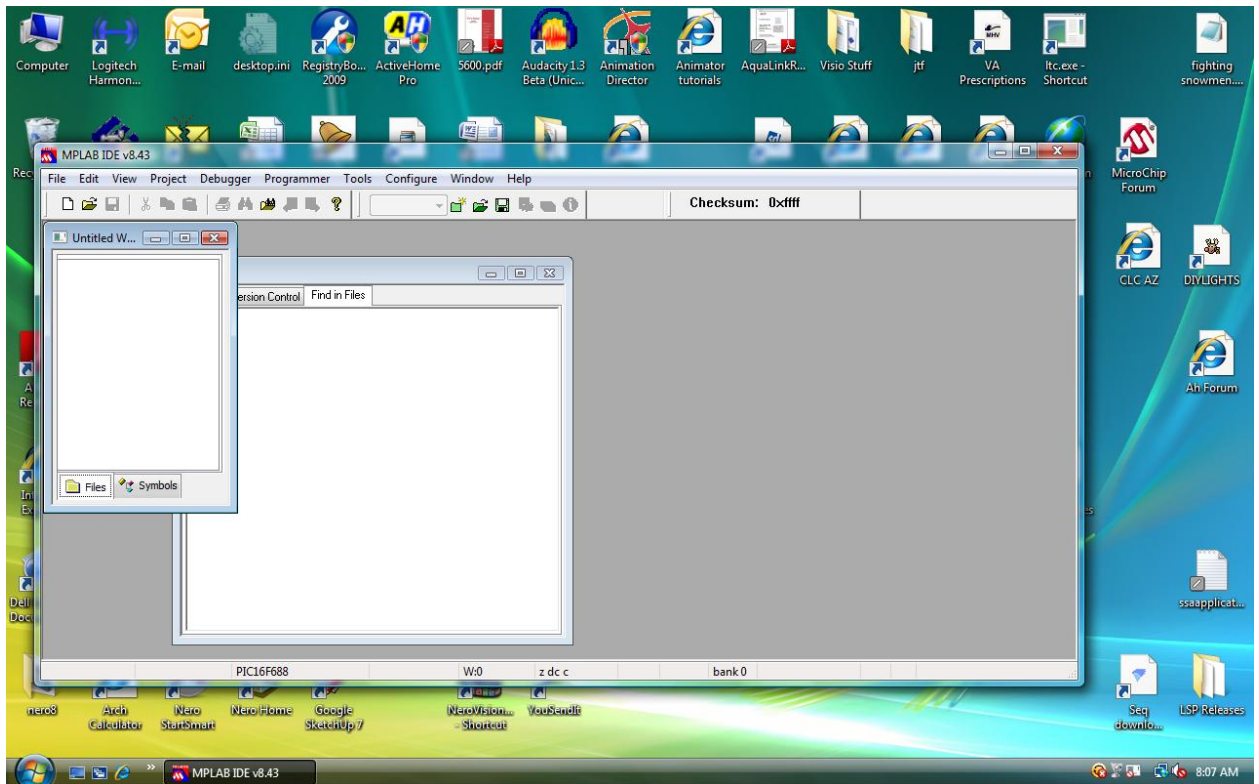 Computer
Logitech
Harmon...
E-mail
desktop.ini
RegistryBo...
2009
ActiveHome
Pro
5600.pdf
Audacity 1.3
Beta (Unic...
Animation
Director
Animator
tutorials
AquaLinkR...
Visio Stuff
jtf
VA
Prescriptions
ltc.exe -
Shortcut
fighting
snowmen....
MPLAB IDE v8.43
File Edit View Project Debugger Programmer Tools Configure Window Help
Checksum: 0xffff
Untitled W...
ersion Control
Find in Files
Files
Symbols
PIC16F688
W:0
z dc c
bank 0
MicroChip
Forum
CLC AZ
DIYLIGHTS
Ah Forum
ssaapplicat...
nero8
Arch
Calculator
Nero
StartSmart
Nero Home
Google
SketchUp 7
NeroVision...
- Shortcut
YouSendIt
Seq
downlo...
LSP Releases
MPLAB IDE v8.43
8:07 AM